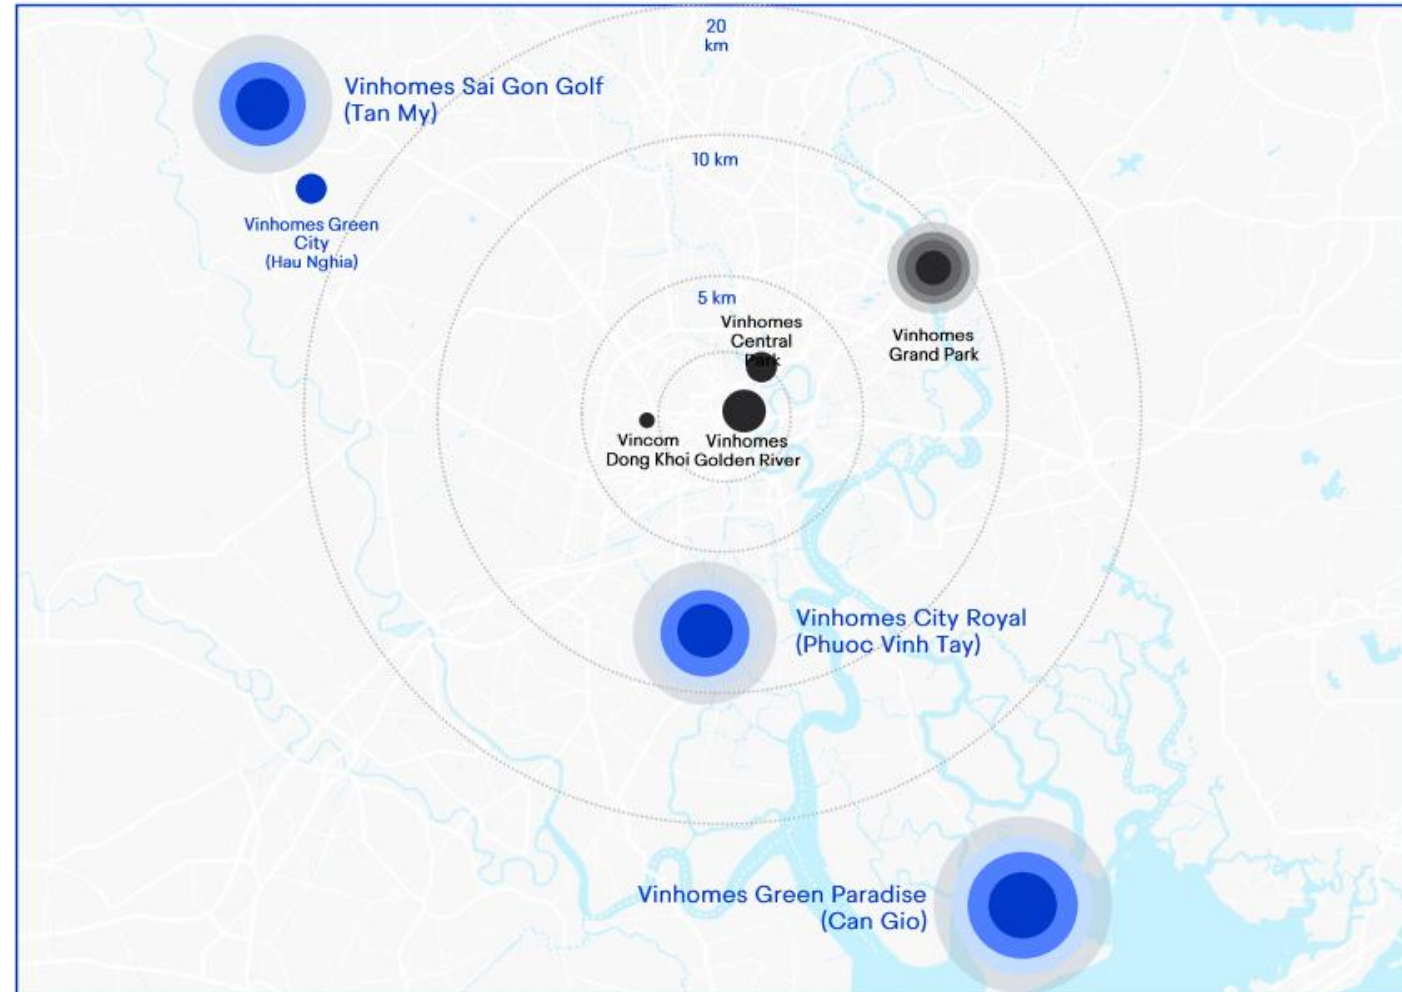 20
km
Vinhomes Sai Gon Golf
(Tan My)
10 km
Vinhomes Green
City
(Hau Nghia)
5 km
Vinhomes
Central
Park
Vinhomes
Grand Park
Vincom
Dong Khoi
Vinhomes
Golden River
Vinhomes City Royal
(Phuoc Vinh Tay)
Vinhomes Green Paradise
(Can Gio)